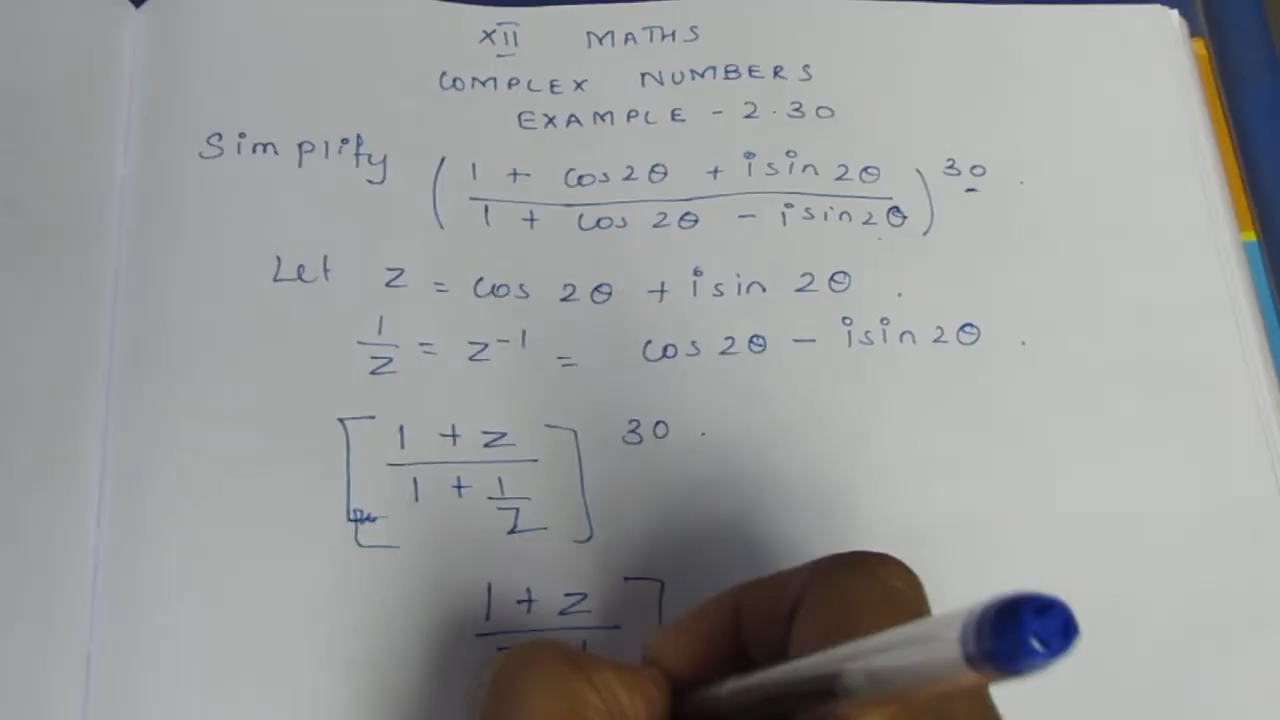 XII MATHS
COMPLEX NUMBERS
EXAMPLE - 2.30
Simplify ( 1 + cos 2θ + i sin 2θ / 1 + cos 2θ - i sin 2θ ) 30 .
Let z = cos 2θ + i sin 2θ .
1/z = z⁻¹ = cos 2θ - i sin 2θ .
[ 1 + z / 1 + 1/z ] 30 .
1 + z ]